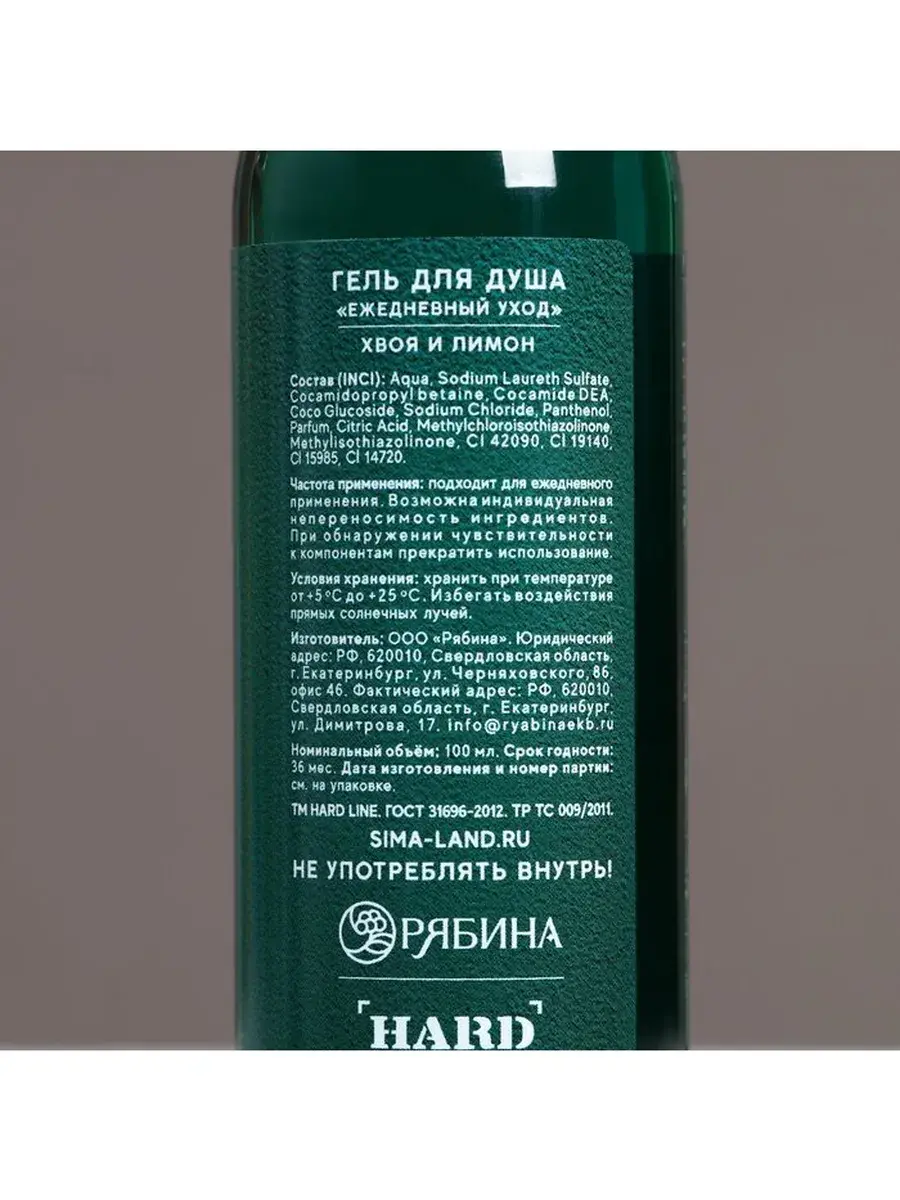 ГЕЛЬ ДЛЯ ДУША
«ЕЖЕДНЕВНЫЙ УХОД»
ХВОЯ И ЛИМОН
Состав (INCI): Aqua, Sodium Laureth Sulfate,
Cocamidopropyl betaine, Cocamide DEA,
Coco Glucoside, Sodium Chloride, Panthenol,
Parfum, Citric Acid, Methylchloroisothiazolinone,
Methylisothiazolinone, CI 42090, CI 19140,
CI 15985, CI 14720.
Частота применения: подходит для ежедневного
применения. Возможна индивидуальная
непереносимость ингредиентов.
При обнаружении чувствительности
к компонентам прекратить использование.
Условия хранения: хранить при температуре
от +5 °С до +25 °С. Избегать воздействия
прямых солнечных лучей.
Изготовитель: ООО «Рябина». Юридический
адрес: РФ, 620010, Свердловская область,
г. Екатеринбург, ул. Черняховского, 86,
офис 46. Фактический адрес: РФ, 620010,
Свердловская область, г. Екатеринбург,
ул. Димитрова, 17. info@ryabinaekb.ru
Номинальный объём: 100 мл. Срок годности:
36 мес. Дата изготовления и номер партии:
см. на упаковке.
ТМ HARD LINE. ГОСТ 31696-2012. ТР ТС 009/2011.
SIMA-LAND.RU
НЕ УПОТРЕБЛЯТЬ ВНУТРЬ!
РЯБИНА
HARD